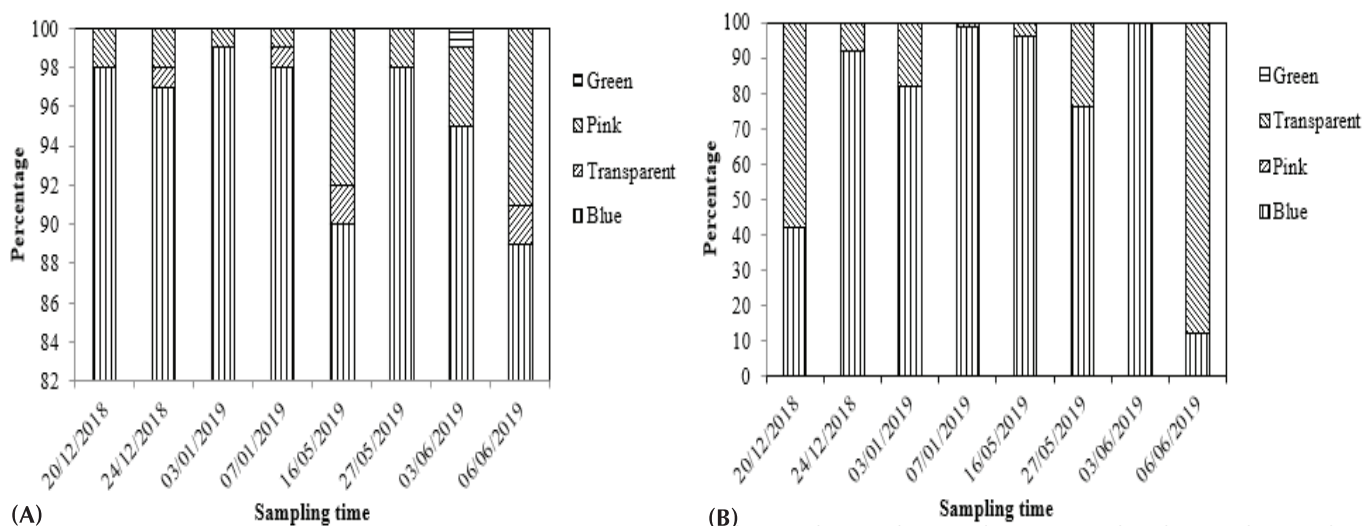 100
98
96
94
92
90
88
86
84
82
Percentage
20/12/2018
24/12/2018
03/01/2019
07/01/2019
16/05/2019
27/05/2019
03/06/2019
06/06/2019
Sampling time
Green
Pink
Transparent
Blue
(A)
100
90
80
70
60
50
40
30
20
10
0
Percentage
20/12/2018
24/12/2018
03/01/2019
07/01/2019
16/05/2019
27/05/2019
03/06/2019
06/06/2019
Sampling time
Green
Transparent
Pink
Blue
(B)